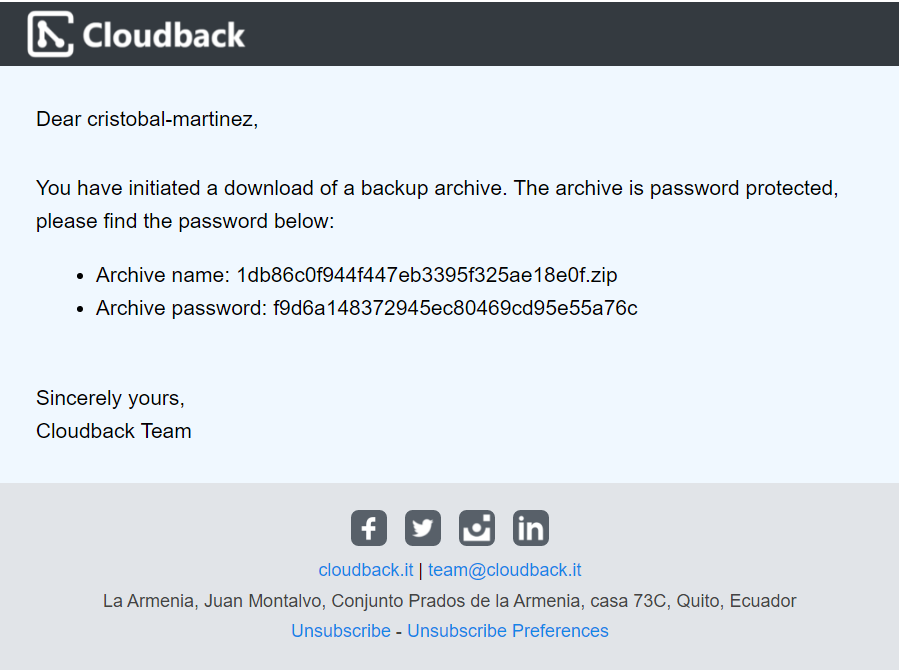 Cloudback
Dear cristobal-martinez,
You have initiated a download of a backup archive. The archive is password protected,
please find the password below:
• Archive name: 1db86c0f944f447eb3395f325ae18e0f.zip
• Archive password: f9d6a148372945ec80469cd95e55a76c
Sincerely yours,
Cloudback Team
cloudback.it | team@cloudback.it
La Armenia, Juan Montalvo, Conjunto Prados de la Armenia, casa 73C, Quito, Ecuador
Unsubscribe - Unsubscribe Preferences